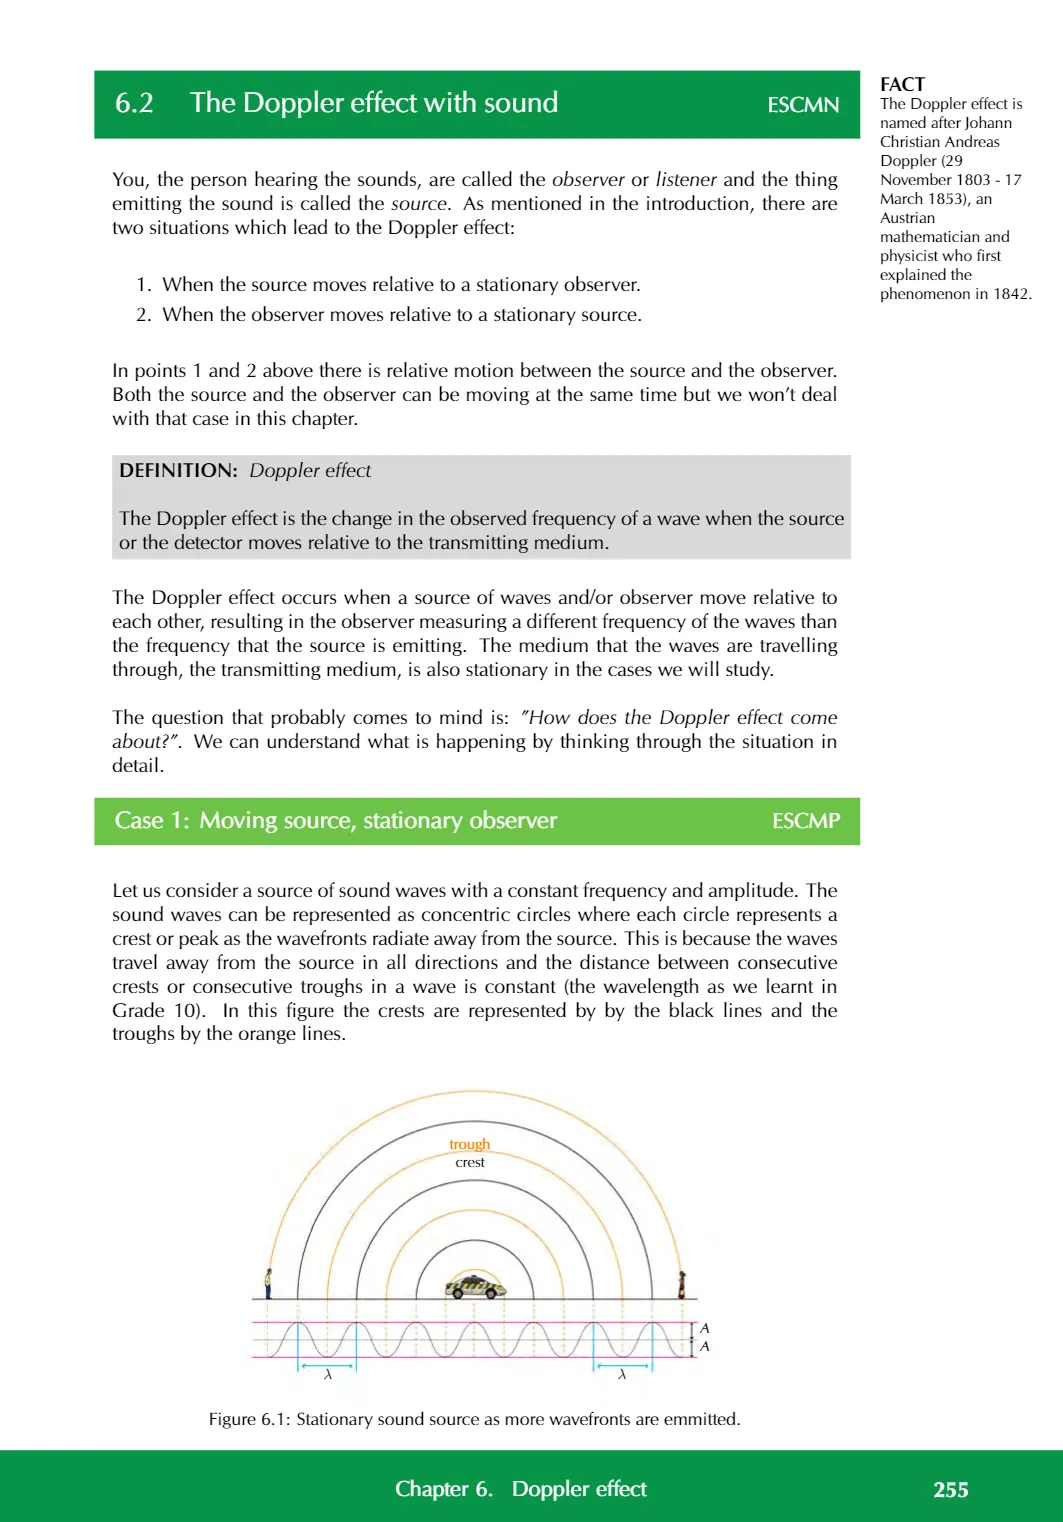 6.2 The Doppler effect with sound ESCMN
You, the person hearing the sounds, are called the observer or listener and the thing
emitting the sound is called the source. As mentioned in the introduction, there are
two situations which lead to the Doppler effect:
1. When the source moves relative to a stationary observer.
2. When the observer moves relative to a stationary source.
In points 1 and 2 above there is relative motion between the source and the observer.
Both the source and the observer can be moving at the same time but we won’t deal
with that case in this chapter.
DEFINITION: Doppler effect
The Doppler effect is the change in the observed frequency of a wave when the source
or the detector moves relative to the transmitting medium.
The Doppler effect occurs when a source of waves and/or observer move relative to
each other, resulting in the observer measuring a different frequency of the waves than
the frequency that the source is emitting. The medium that the waves are travelling
through, the transmitting medium, is also stationary in the cases we will study.
The question that probably comes to mind is: ”How does the Doppler effect come
about?”. We can understand what is happening by thinking through the situation in
detail.
Case 1: Moving source, stationary observer ESCMP
Let us consider a source of sound waves with a constant frequency and amplitude. The
sound waves can be represented as concentric circles where each circle represents a
crest or peak as the wavefronts radiate away from the source. This is because the waves
travel away from the source in all directions and the distance between consecutive
crests or consecutive troughs in a wave is constant (the wavelength as we learnt in
Grade 10). In this figure the crests are represented by by the black lines and the
troughs by the orange lines.
trough
crest
A
A
λ λ
Figure 6.1: Stationary sound source as more wavefronts are emmitted.
FACT
The Doppler effect is
named after Johann
Christian Andreas
Doppler (29
November 1803 - 17
March 1853), an
Austrian
mathematician and
physicist who first
explained the
phenomenon in 1842.
Chapter 6. Doppler effect 255